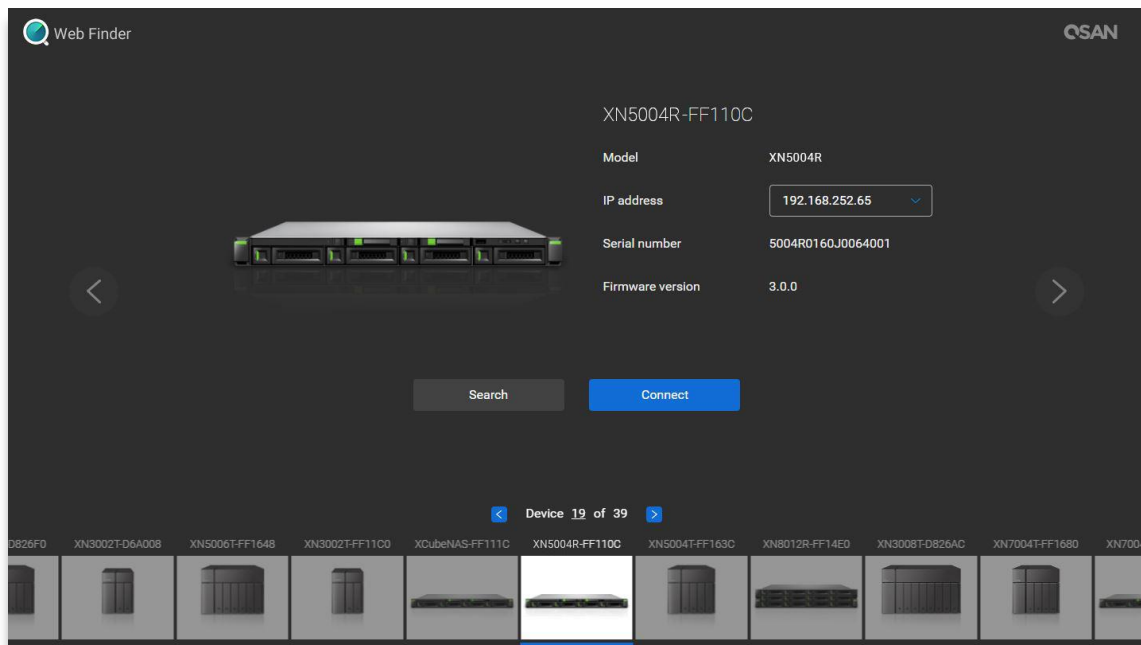 Web Finder
QSAN
XN5004R-FF110C
Model XN5004R
IP address 192.168.252.65
Serial number 5004R0160J0064001
Firmware version 3.0.0
Search Connect
Device 19 of 39
D826F0 XN3002T-D6A008 XN5006T-FF1648 XN3002T-FF11C0 XCubeNAS-FF111C XN5004R-FF110C XN5004T-FF163C XN8012R-FF14E0 XN3008T-D826AC XN7004T-FF1680 XN700